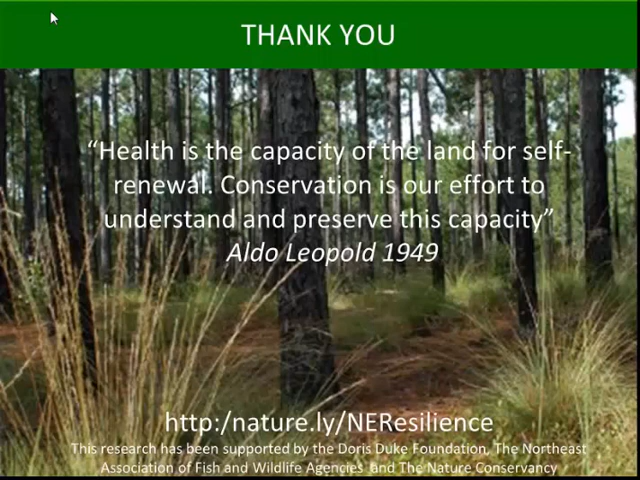 THANK YOU
“Health is the capacity of the land for self-
renewal. Conservation is our effort to
understand and preserve this capacity”
Aldo Leopold 1949
http:/nature.ly/NEResilience
This research has been supported by the Doris Duke Foundation, The Northeast
Association of Fish and Wildlife Agencies and The Nature Conservancy